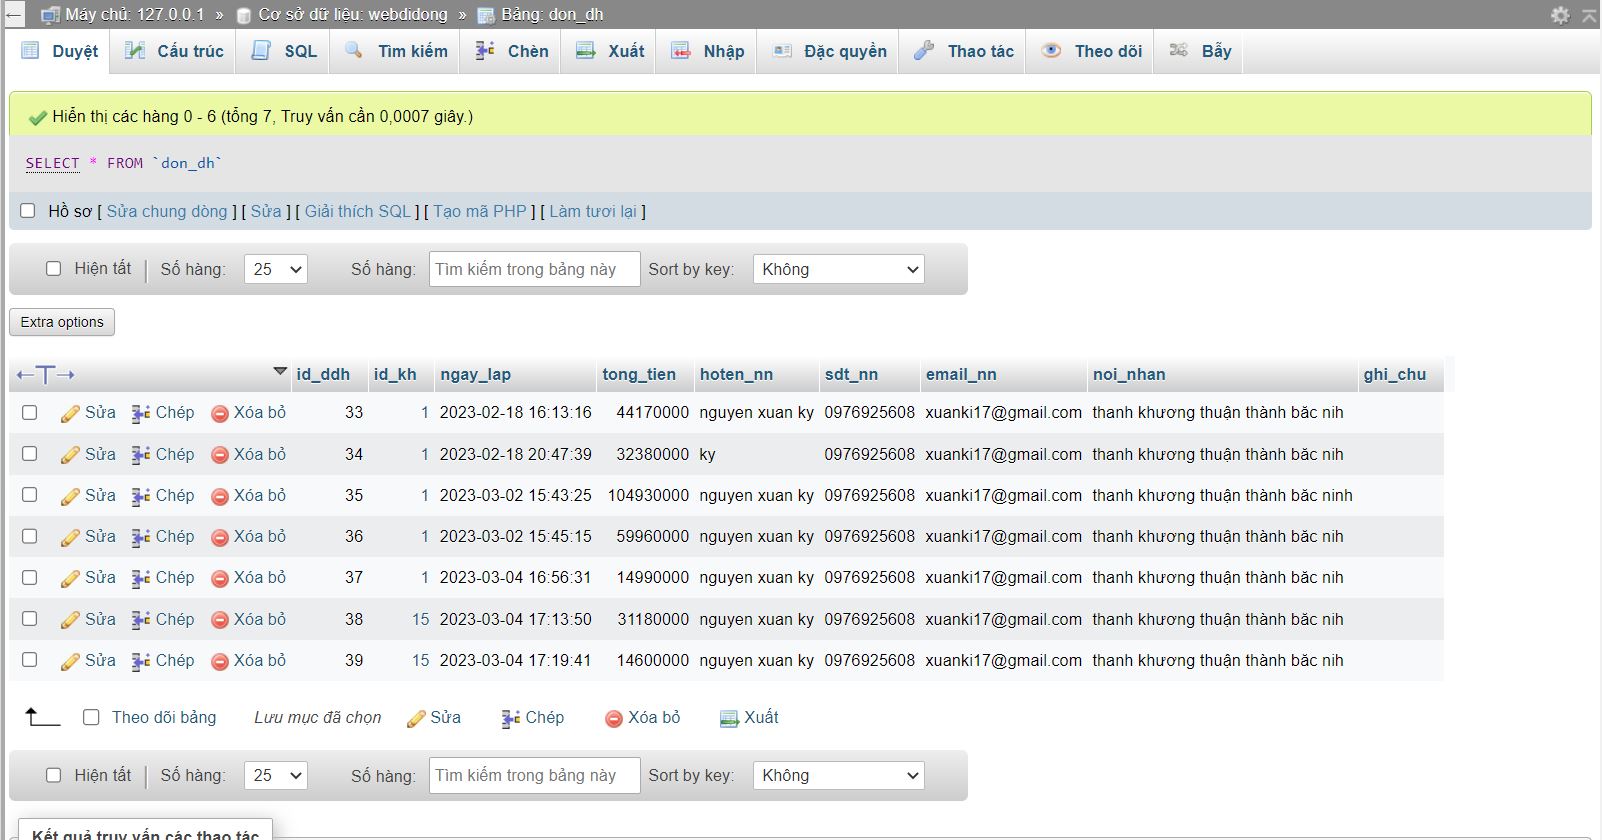 Máy chủ: 127.0.0.1 » Cơ sở dữ liệu: webdidong » Bảng: don_dh
Duyệt Cấu trúc SQL Tìm kiếm Chèn Xuất Nhập Đặc quyền Thao tác Theo dõi Bẫy
Hiển thị các hàng 0 - 6 (tổng 7, Truy vấn cần 0,0007 giây.)
SELECT * FROM `don_dh`
Hồ sơ [ Sửa chung dòng ] [ Sửa ] [ Giải thích SQL ] [ Tạo mã PHP ] [ Làm tươi lại ]
Hiện tất Số hàng: 25 Số hàng: Tìm kiếm trong bảng này Sort by key: Không
Extra options
←T→ id_ddh id_kh ngay_lap tong_tien hoten_nn sdt_nn email_nn noi_nhan ghi_chu
Sửa Chép Xóa bỏ 33 1 2023-02-18 16:13:16 44170000 nguyen xuan ky 0976925608 xuanki17@gmail.com thanh khương thuận thành băc nih
Sửa Chép Xóa bỏ 34 1 2023-02-18 20:47:39 32380000 ky 0976925608 xuanki17@gmail.com thanh khương thuận thành băc nih
Sửa Chép Xóa bỏ 35 1 2023-03-02 15:43:25 104930000 nguyen xuan ky 0976925608 xuanki17@gmail.com thanh khương thuận thành băc ninh
Sửa Chép Xóa bỏ 36 1 2023-03-02 15:45:15 59960000 nguyen xuan ky 0976925608 xuanki17@gmail.com thanh khương thuận thành băc nih
Sửa Chép Xóa bỏ 37 1 2023-03-04 16:56:31 14990000 nguyen xuan ky 0976925608 xuanki17@gmail.com thanh khương thuận thành băc nih
Sửa Chép Xóa bỏ 38 15 2023-03-04 17:13:50 31180000 nguyen xuan ky 0976925608 xuanki17@gmail.com thanh khương thuận thành băc nih
Sửa Chép Xóa bỏ 39 15 2023-03-04 17:19:41 14600000 nguyen xuan ky 0976925608 xuanki17@gmail.com thanh khương thuận thành băc nih
Theo dõi bảng Lưu mục đã chọn Sửa Chép Xóa bỏ Xuất
Hiện tất Số hàng: 25 Số hàng: Tìm kiếm trong bảng này Sort by key: Không
Kết quả truy vấn các thao tác